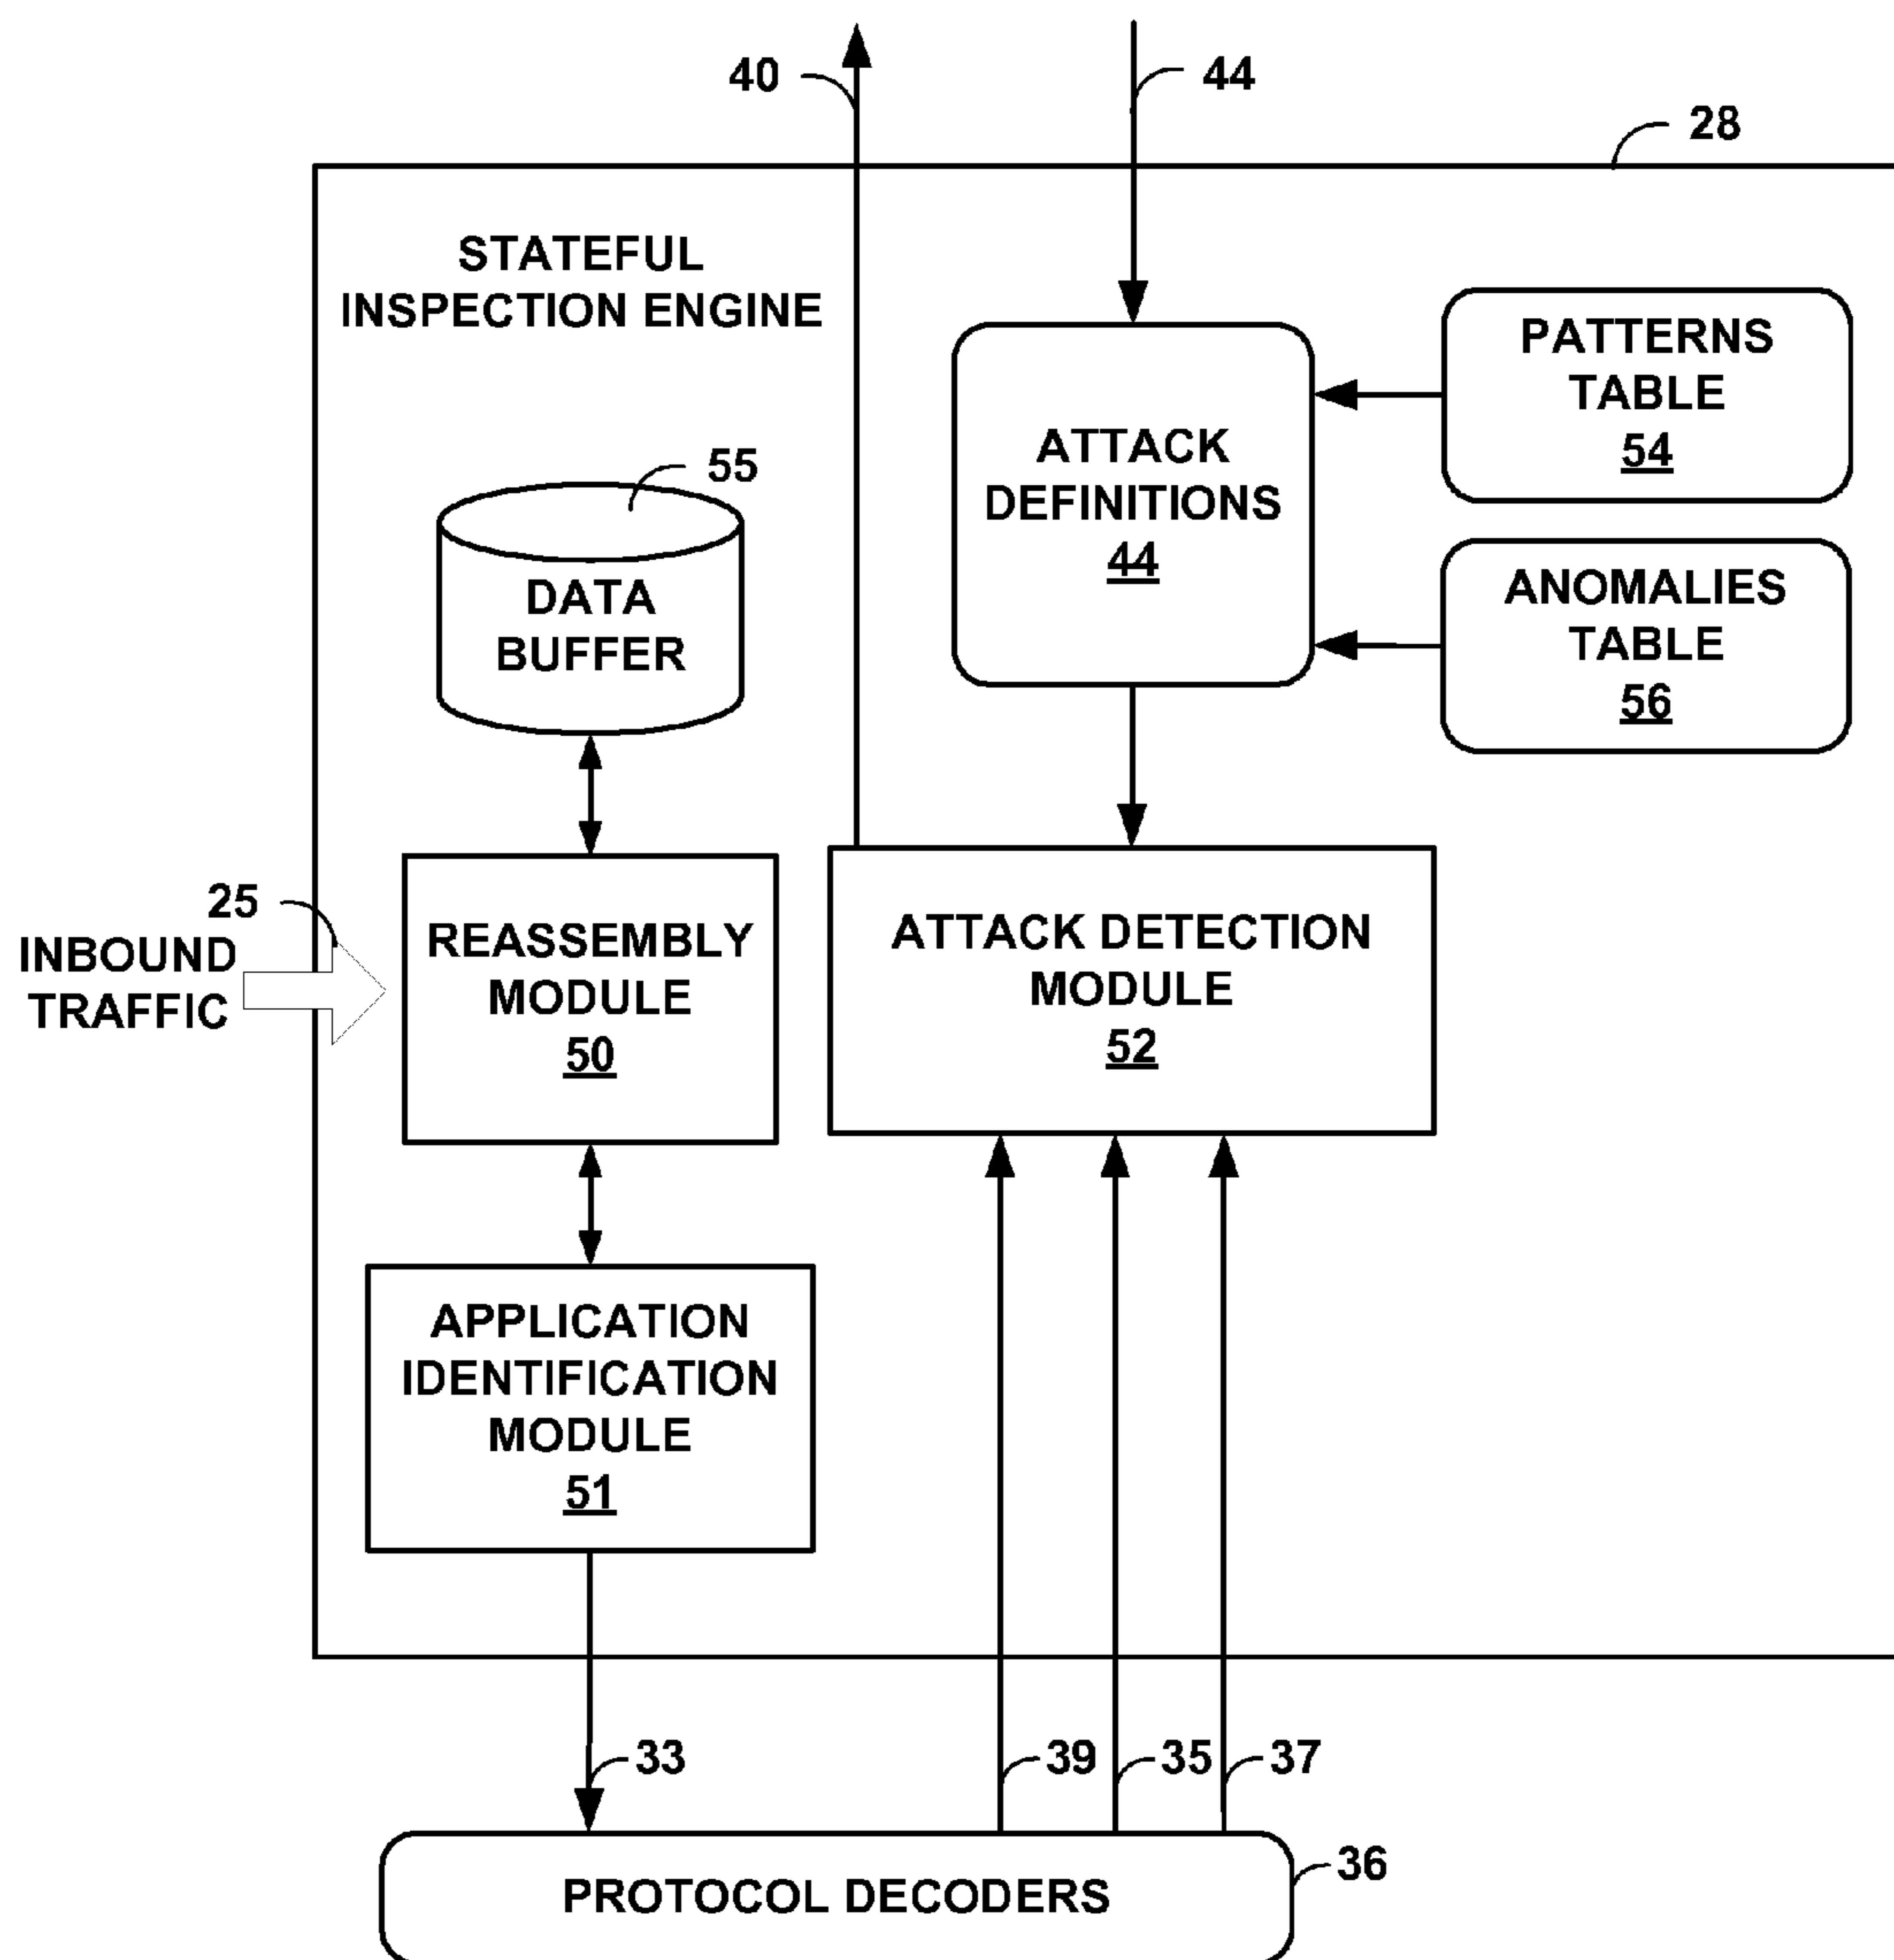 40
44
28
STATEFUL
INSPECTION ENGINE
PATTERNS
TABLE
54
ATTACK
DEFINITIONS
44
55
DATA
BUFFER
ANOMALIES
TABLE
56
25
INBOUND
TRAFFIC
REASSEMBLY
MODULE
50
ATTACK DETECTION
MODULE
52
APPLICATION
IDENTIFICATION
MODULE
51
33
39
35
37
36
PROTOCOL DECODERS